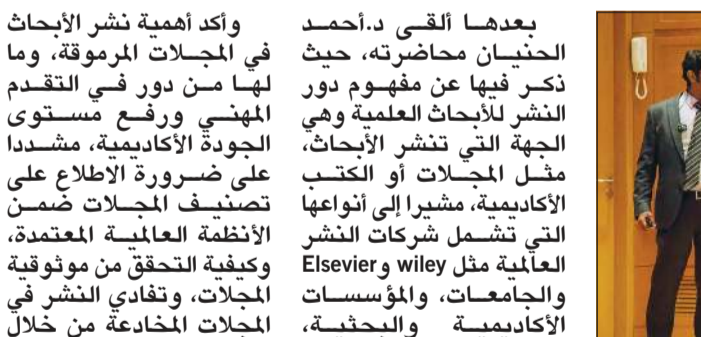 بعدها ألقى د.أحمد
الحنيان محاضرته، حيث
ذكر فيها عن مفهوم دور
النشر للأبحاث العلمية وهي
الجهة التي تنشر الأبحاث،
مثل المجلات أو الكتب
الأكاديمية، مشيرا إلى أنواعها
التي تشمل شركات النشر
العالمية مثل wiley وElsevier
والجامعات، والمؤسسات
الأكاديمية والبحثية،
وأكد أهمية نشر الأبحاث
في المجلات المرموقة، وما
لها من دور في التقدم
المهني ورفع مستوى
الجودة الأكاديمية، مشددا
على ضرورة الاطلاع على
تصنيف المجلات ضمن
الأنظمة العالمية المعتمدة،
وكيفية التحقق من موثوقية
المجلات، وتفادي النشر في
المجلات المخادعة من خلال